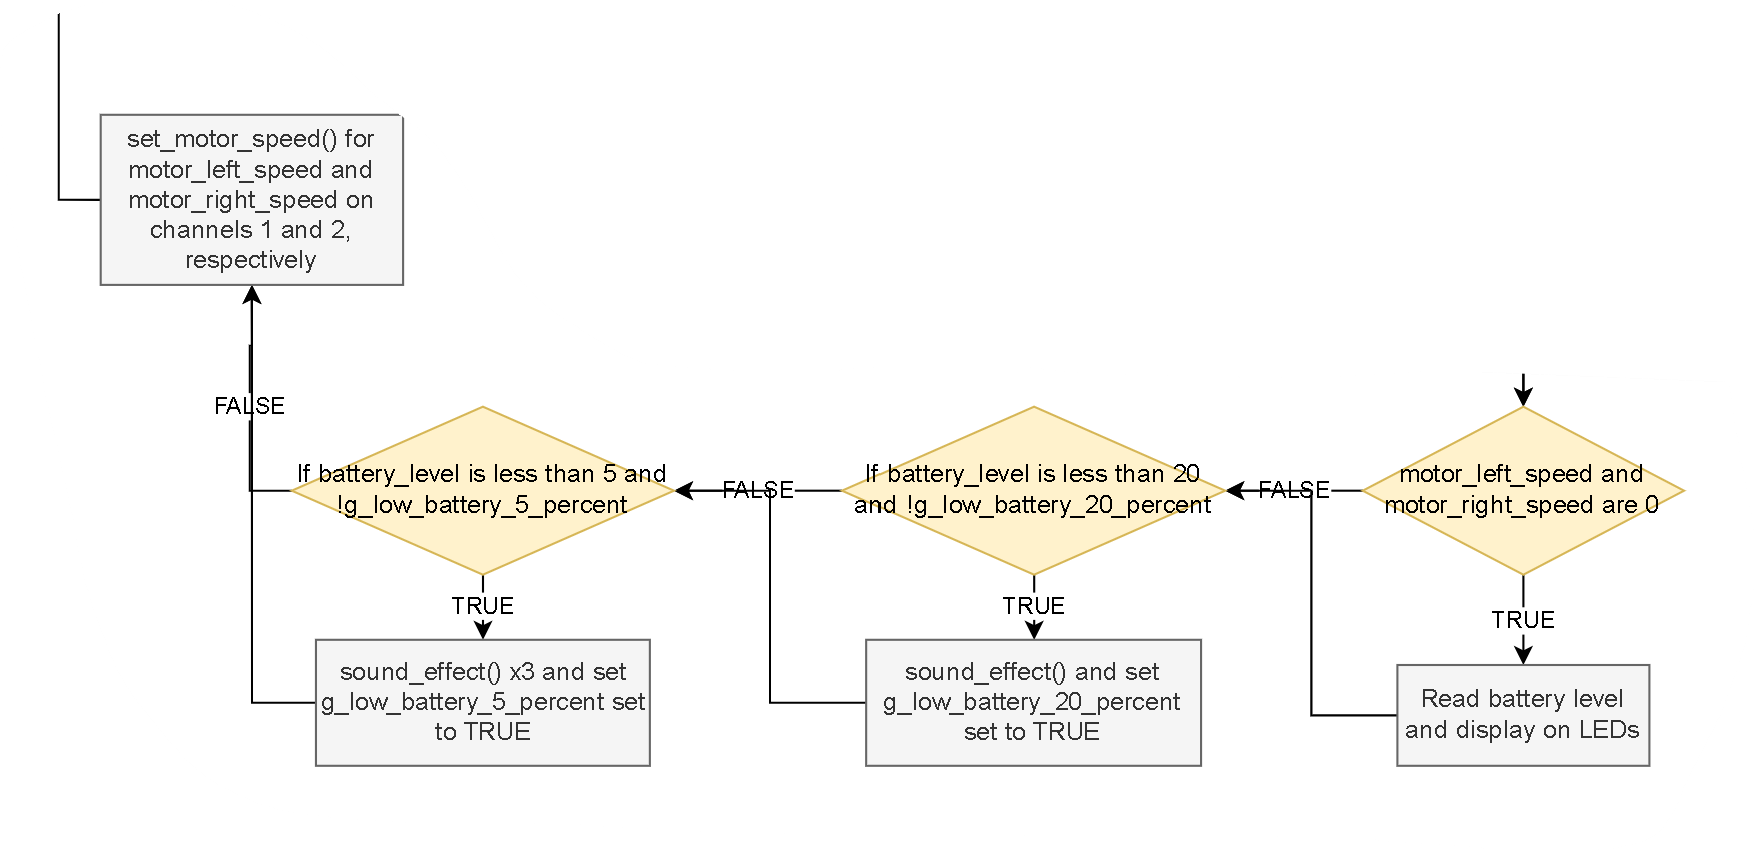 set_motor_speed() for
motor_left_speed and
motor_right_speed on
channels 1 and 2,
respectively
FALSE
If battery_level is less than 5 and
!g_low_battery_5_percent
FALSE
If battery_level is less than 20
and !g_low_battery_20_percent
FALSE
motor_left_speed and
motor_right_speed are 0
TRUE
TRUE
TRUE
sound_effect() x3 and set
g_low_battery_5_percent set
to TRUE
sound_effect() and set
g_low_battery_20_percent
set to TRUE
Read battery level
and display on LEDs